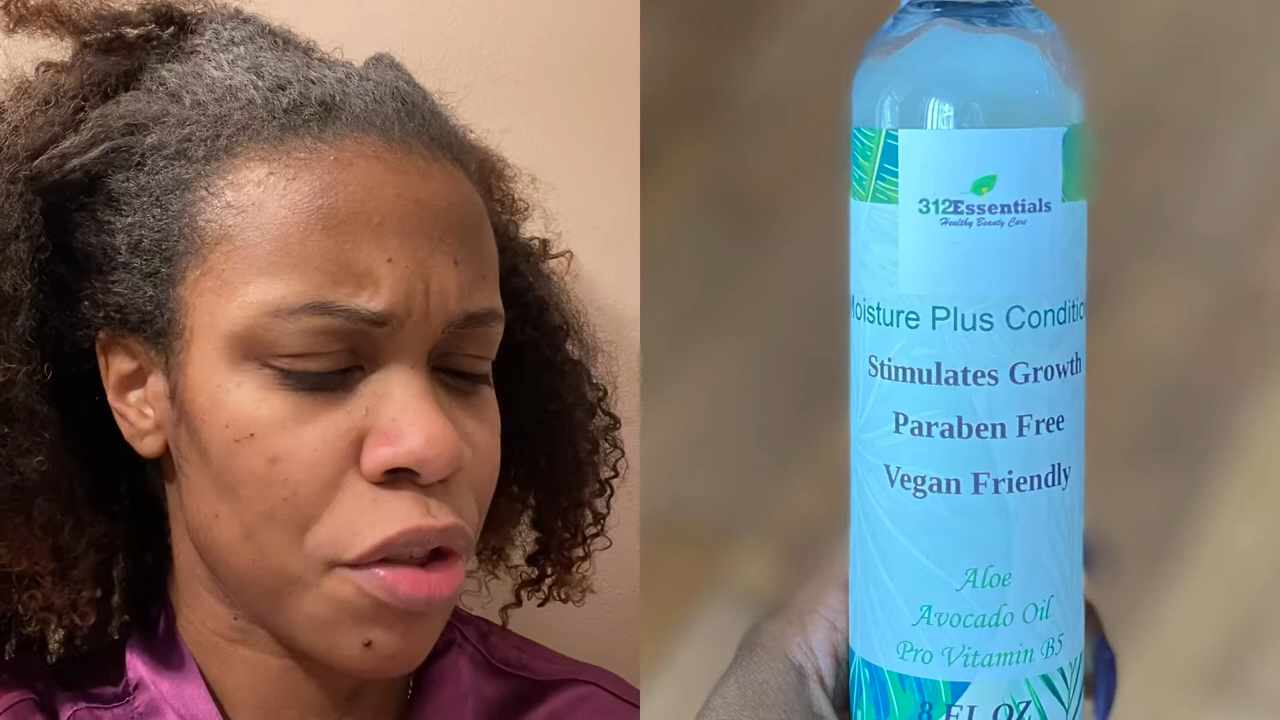 312Essentials
Healthy Beauty Care
Moisture Plus Conditio
Stimulates Growth
Paraben Free
Vegan Friendly
Aloe
Avocado Oil
Pro Vitamin B5
8 FL OZ